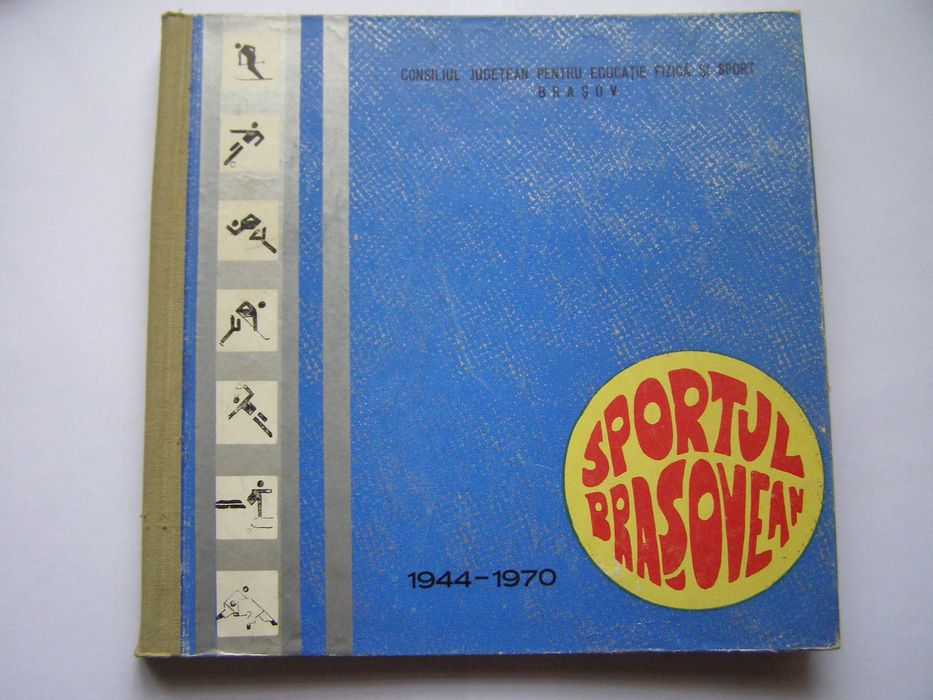 CONSILIUL JUDEȚEAN PENTRU EDUCAȚIE FIZICĂ ȘI SPORT
BRAȘOV
SPORTUL
BRAȘOVEAN
1944-1970